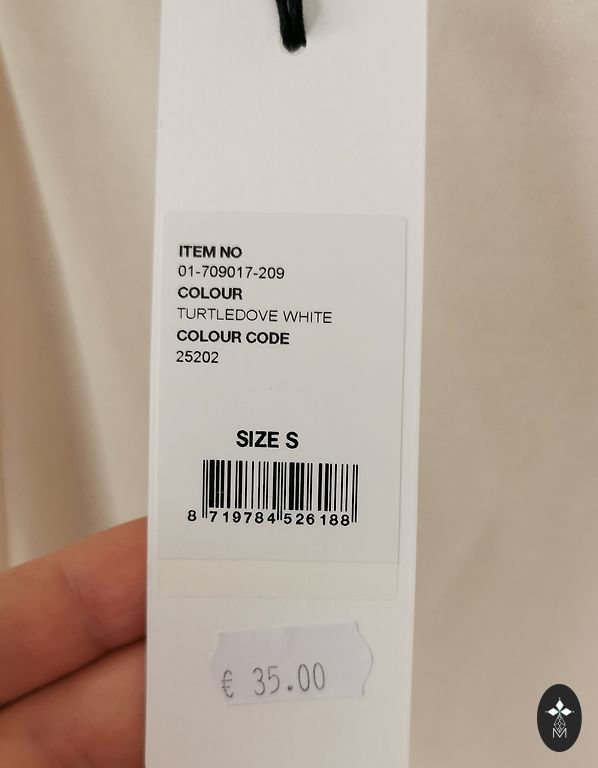 ITEM NO
01-709017-209
COLOUR
TURTLEDOVE WHITE
COLOUR CODE
25202
SIZE S
8 719784 526188
€ 35.00
M